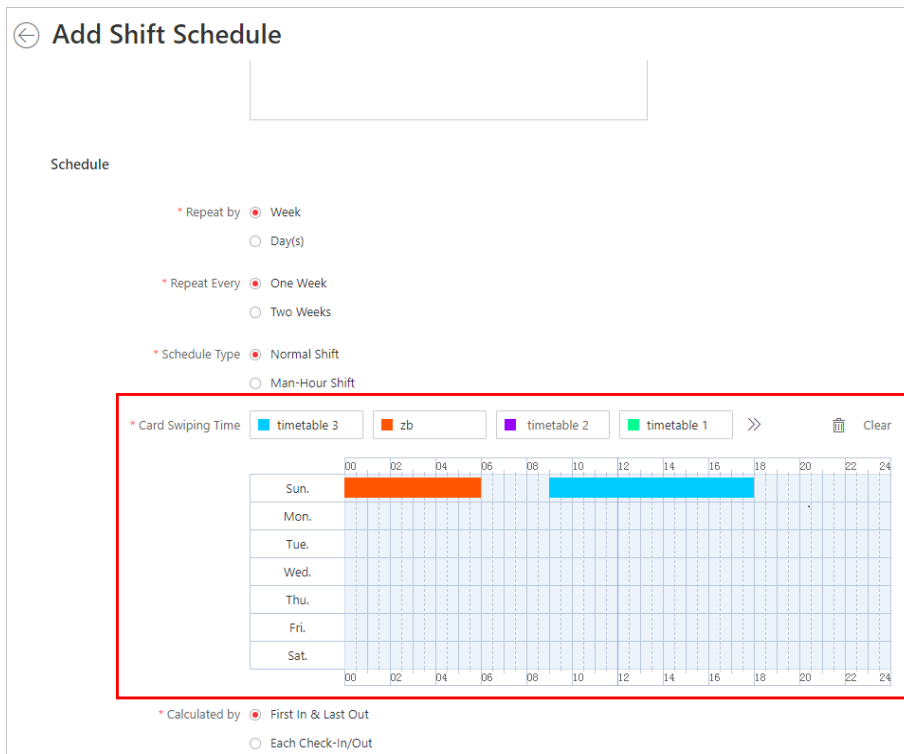 Add Shift Schedule
Schedule
* Repeat by Week
Day(s)
* Repeat Every One Week
Two Weeks
* Schedule Type Normal Shift
Man-Hour Shift
* Card Swiping Time timetable 3 zb timetable 2 timetable 1 Clear
00 02 04 06 08 10 12 14 16 18 20 22 24
Sun.
Mon.
Tue.
Wed.
Thu.
Fri.
Sat.
00 02 04 06 08 10 12 14 16 18 20 22 24
* Calculated by First In & Last Out
Each Check-In/Out